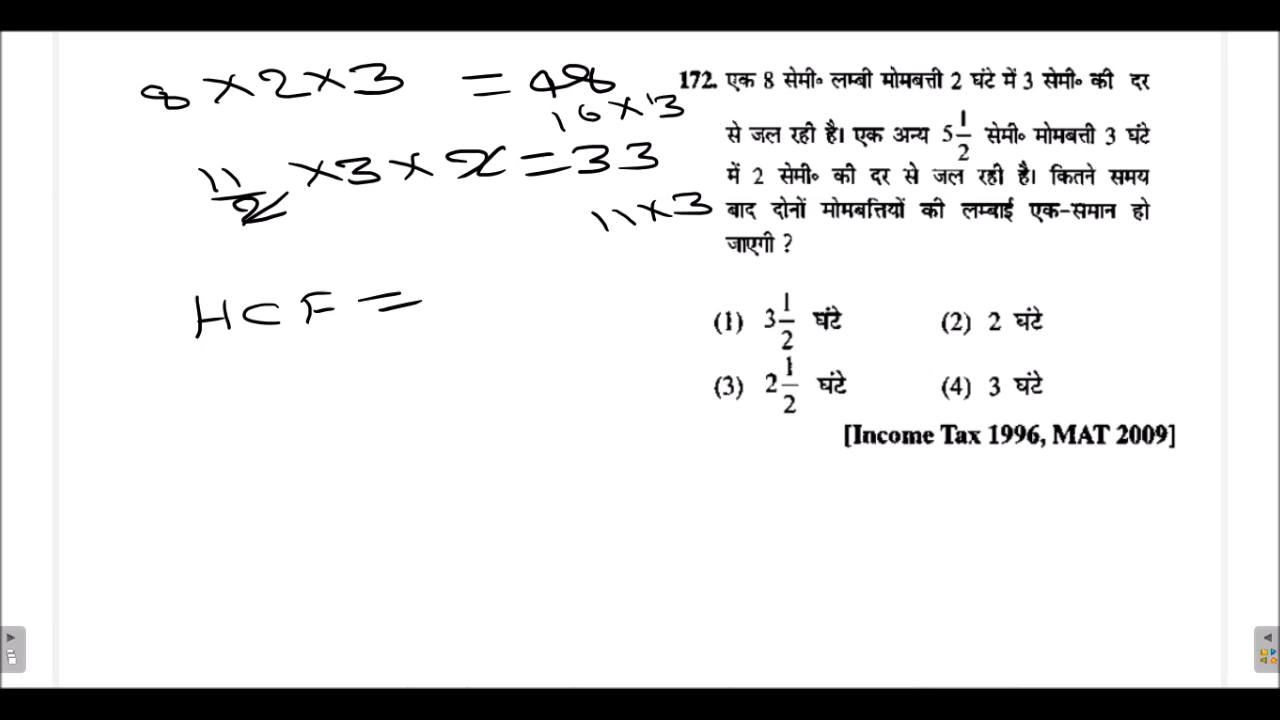 8 × 2 × 3 = 48
16 × 3
11/2 × 3 × 2 = 33
11 × 3
HCF =
172. एक 8 सेमी॰ लम्बी मोमबत्ती 2 घंटे में 3 सेमी॰ की दर
से जल रही है। एक अन्य 5 1/2 सेमी॰ मोमबत्ती 3 घंटे
में 2 सेमी॰ की दर से जल रही है। कितने समय
बाद दोनों मोमबत्तियों की लम्बाई एक-समान हो
जाएगी ?
(1) 3 1/2 घंटे (2) 2 घंटे
(3) 2 1/2 घंटे (4) 3 घंटे
[Income Tax 1996, MAT 2009]